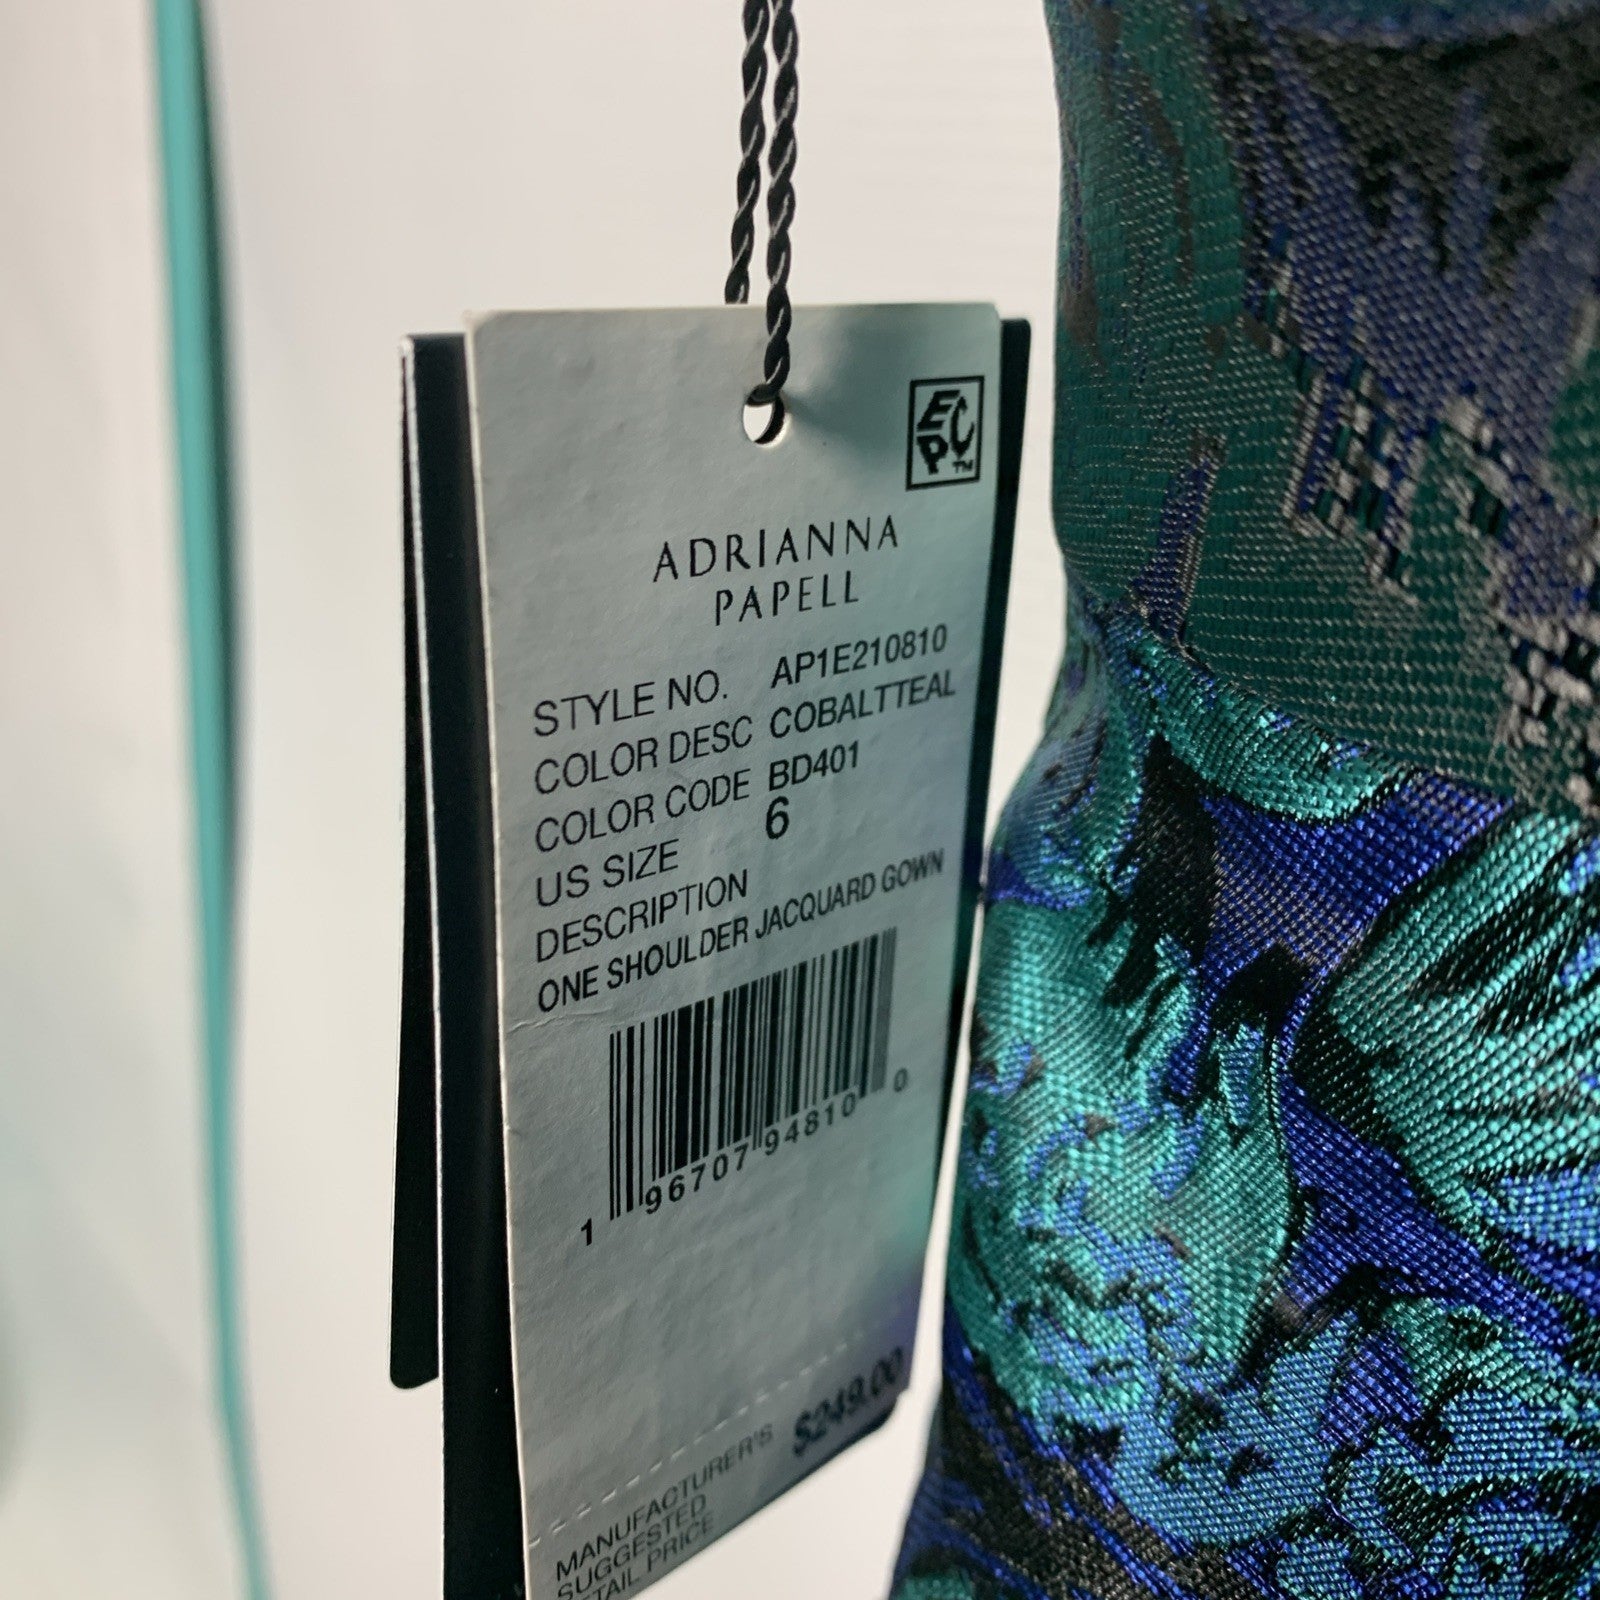 EPC™
ADRIANNA
PAPELL
STYLE NO. AP1E210810
COLOR DESC COBALTTEAL
COLOR CODE BD401
US SIZE 6
DESCRIPTION
ONE SHOULDER JACQUARD GOWN
1 96707 94810 0
MANUFACTURER'S $249.00
SUGGESTED
RETAIL PRICE